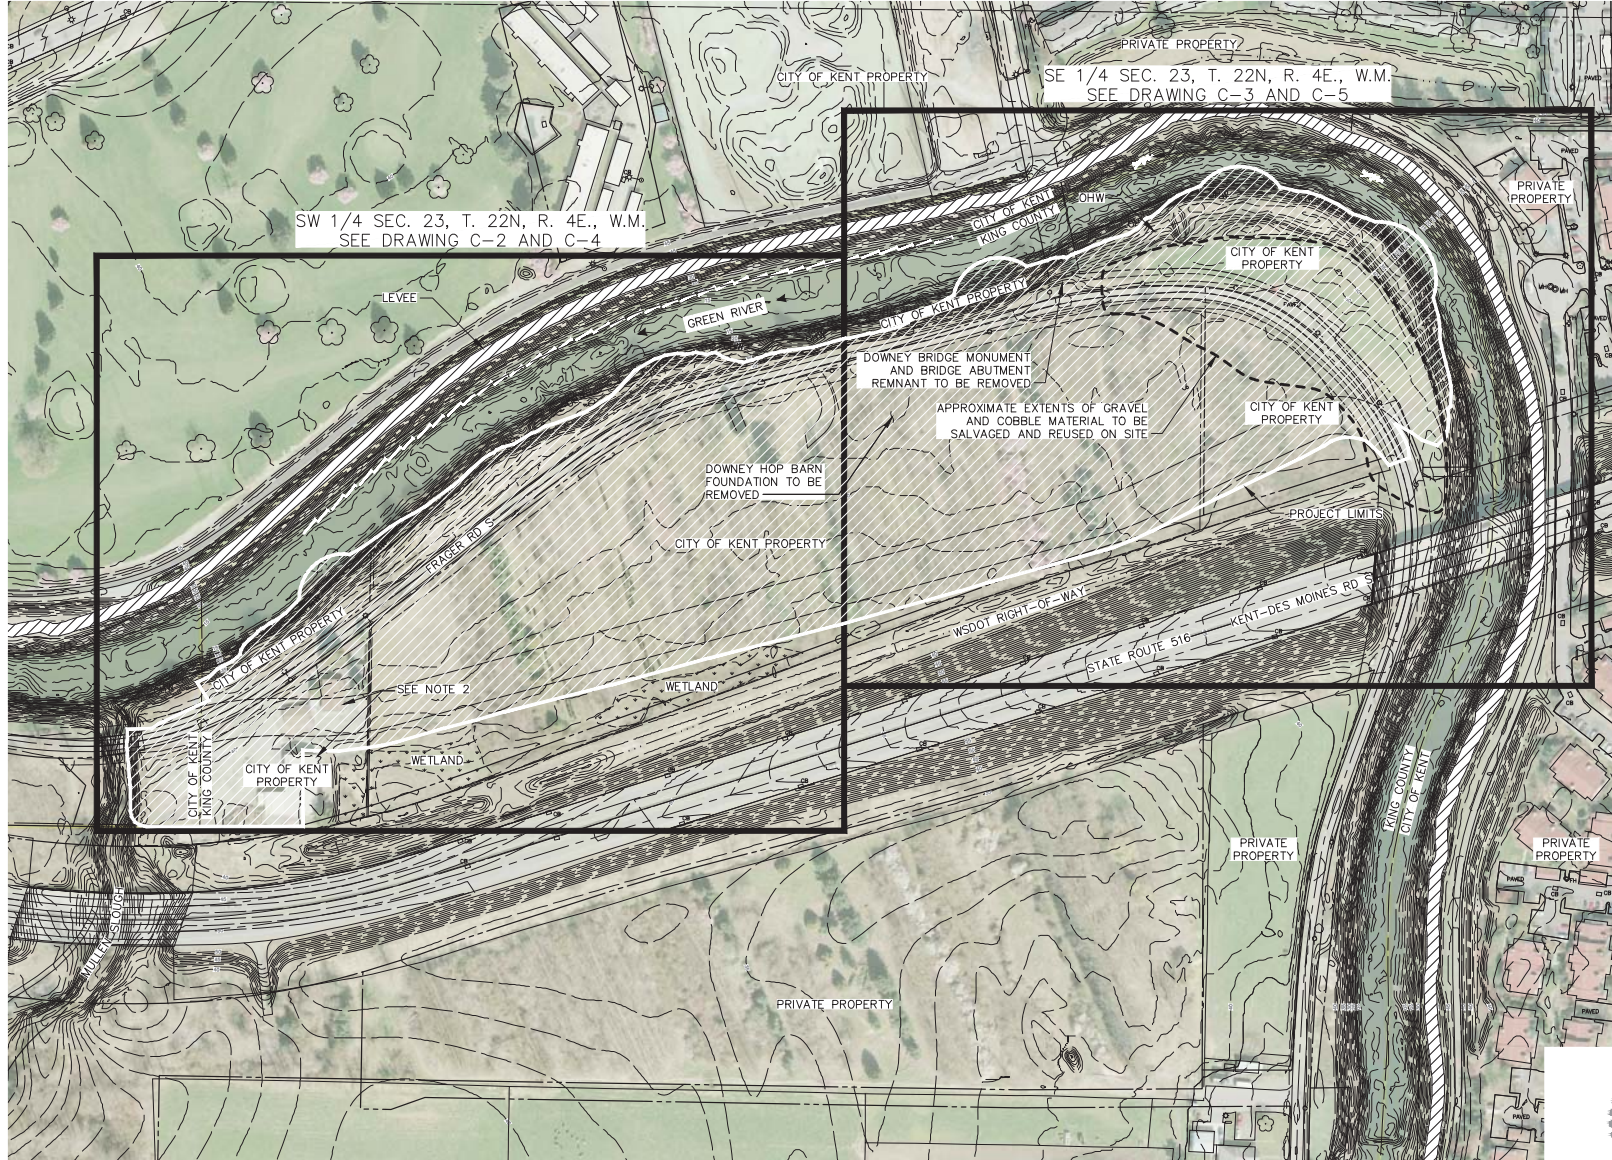 PRIVATE PROPERTY
CITY OF KENT PROPERTY
SE 1/4 SEC. 23, T. 22N, R. 4E., W.M.
SEE DRAWING C-3 AND C-5
PAVED
PAVED
PRIVATE
PROPERTY
SW 1/4 SEC. 23, T. 22N, R. 4E., W.M.
SEE DRAWING C-2 AND C-4
CITY OF KENT
KING COUNTY
OHW
CITY OF KENT
PROPERTY
LEVEE
GREEN RIVER
CITY OF KENT PROPERTY
DOWNEY BRIDGE MONUMENT
AND BRIDGE ABUTMENT
REMNANT TO BE REMOVED
APPROXIMATE EXTENTS OF GRAVEL
AND COBBLE MATERIAL TO BE
SALVAGED AND REUSED ON SITE
CITY OF KENT
PROPERTY
DOWNEY HOP BARN
FOUNDATION TO BE
REMOVED
PROJECT LIMITS
CITY OF KENT PROPERTY
FRAGER RD S
CITY OF KENT PROPERTY
WSDOT RIGHT-OF-WAY
STATE ROUTE 516
KENT-DES MOINES RD S
SEE NOTE 2
WETLAND
WETLAND
CITY OF KENT
KING COUNTY
CITY OF KENT
PROPERTY
KING COUNTY
CITY OF KENT
PRIVATE
PROPERTY
PRIVATE
PROPERTY
MULLEN SLOUGH
PRIVATE PROPERTY
PAVED
PAVED
PAVED